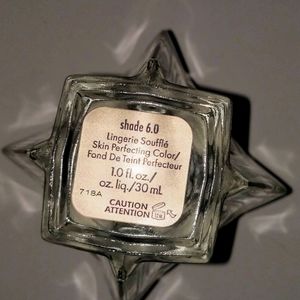 shade 6.0
Lingerie Soufflé
Skin Perfecting Color/
Fond De Teint Perfecteur
1.0 fl. oz./
oz. liq./30 mL
718A
CAUTION
ATTENTION